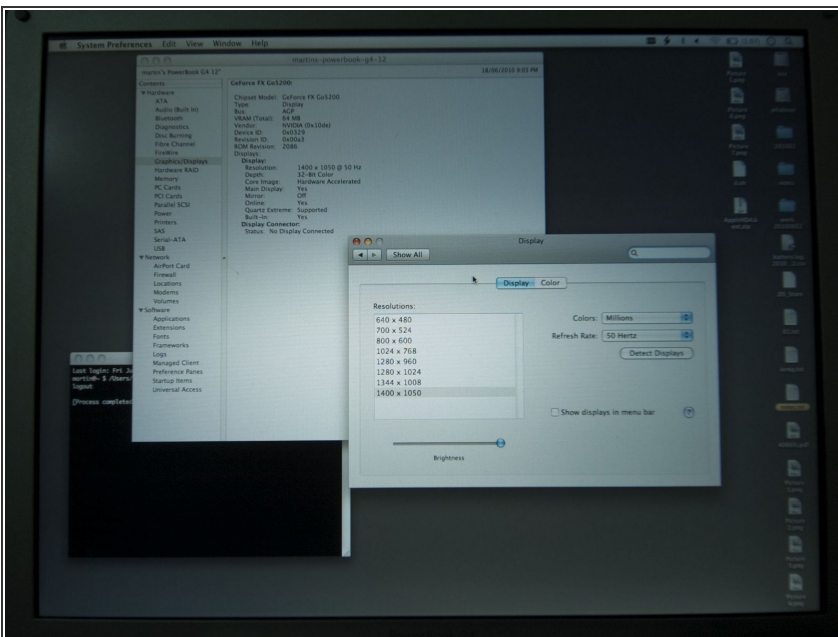 System Preferences Edit View Window Help
martins-powerbook-g4-12
martin's PowerBook G4 12"
18/06/2010 9:03 PM
Contents
Hardware
ATA
Audio (Built In)
Bluetooth
Diagnostics
Disc Burning
Fibre Channel
FireWire
Graphics/Displays
Hardware RAID
Memory
PC Cards
PCI Cards
Parallel SCSI
Power
Printers
SAS
Serial-ATA
USB
Network
AirPort Card
Firewall
Locations
Modems
Volumes
Software
Applications
Extensions
Fonts
Frameworks
Logs
Managed Client
Preference Panes
Startup Items
Universal Access
GeForce FX Go5200:
Chipset Model: GeForce FX Go5200
Type: Display
Bus: AGP
VRAM (Total): 64 MB
Vendor: NVIDIA (0x10de)
Device ID: 0x0329
Revision ID: 0x00a3
ROM Revision: 2086
Displays:
Display:
Resolution: 1400 x 1050 @ 50 Hz
Depth: 32-Bit Color
Core Image: Hardware Accelerated
Main Display: Yes
Mirror: Off
Online: Yes
Quartz Extreme: Supported
Built-In: Yes
Display Connector:
Status: No Display Connected
Last login: Fri
logout
[Process completed
Display
Show All
Display Color
Resolutions:
640 x 480
700 x 524
800 x 600
1024 x 768
1280 x 960
1280 x 1024
1344 x 1008
1400 x 1050
Colors: Millions
Refresh Rate: 50 Hertz
Detect Displays
Show displays in menu bar
Brightness